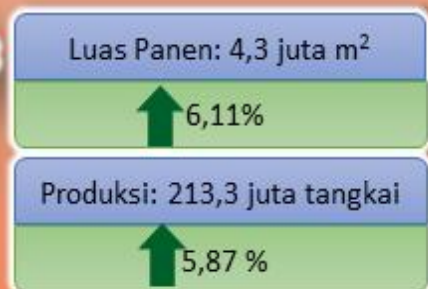 Luas Panen: 4,3 juta m²
6,11%
Produksi: 213,3 juta tangkai
5,87 %